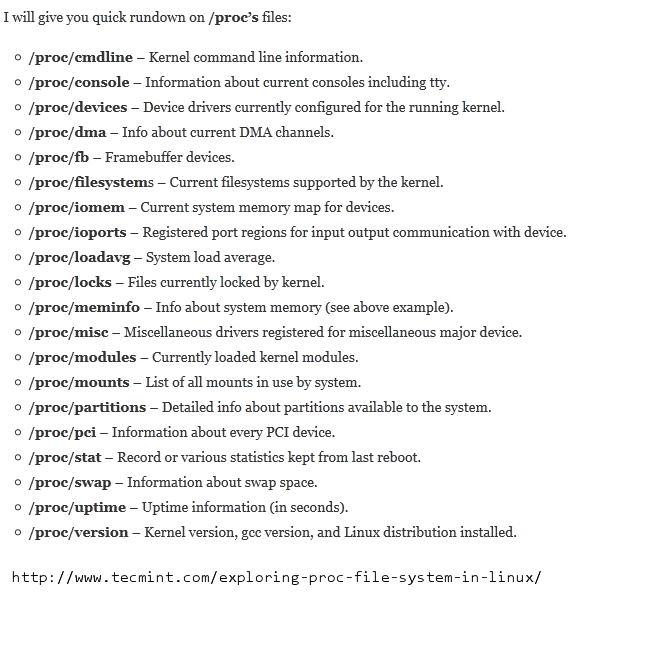 I will give you quick rundown on /proc's files:
/proc/cmdline – Kernel command line information.
/proc/console – Information about current consoles including tty.
/proc/devices – Device drivers currently configured for the running kernel.
/proc/dma – Info about current DMA channels.
/proc/fb – Framebuffer devices.
/proc/filesystems – Current filesystems supported by the kernel.
/proc/iomem – Current system memory map for devices.
/proc/ioports – Registered port regions for input output communication with device.
/proc/loadavg – System load average.
/proc/locks – Files currently locked by kernel.
/proc/meminfo – Info about system memory (see above example).
/proc/misc – Miscellaneous drivers registered for miscellaneous major device.
/proc/modules – Currently loaded kernel modules.
/proc/mounts – List of all mounts in use by system.
/proc/partitions – Detailed info about partitions available to the system.
/proc/pci – Information about every PCI device.
/proc/stat – Record or various statistics kept from last reboot.
/proc/swap – Information about swap space.
/proc/uptime – Uptime information (in seconds).
/proc/version – Kernel version, gcc version, and Linux distribution installed.
http://www.tecmint.com/exploring-proc-file-system-in-linux/